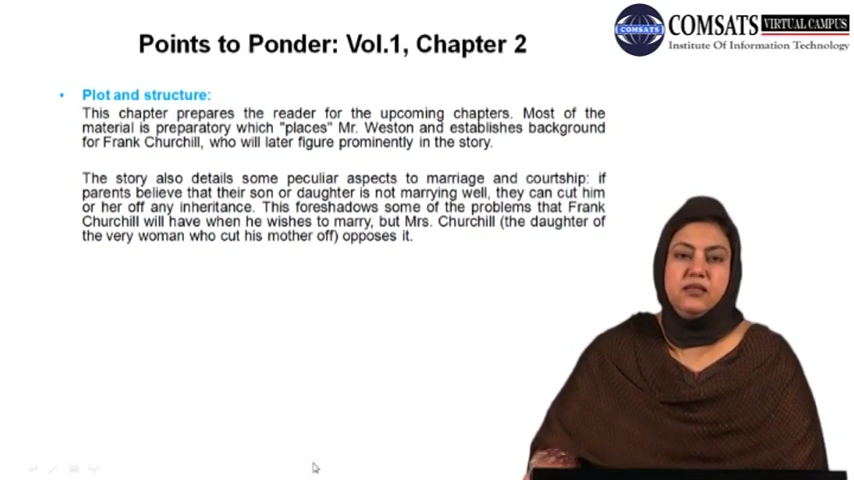 Points to Ponder: Vol.1, Chapter 2
COMSATS
COMSATS VIRTUAL CAMPUS
Institute Of Information Technology
• Plot and structure:
This chapter prepares the reader for the upcoming chapters. Most of the
material is preparatory which "places" Mr. Weston and establishes background
for Frank Churchill, who will later figure prominently in the story.
The story also details some peculiar aspects to marriage and courtship: if
parents believe that their son or daughter is not marrying well, they can cut him
or her off any inheritance. This foreshadows some of the problems that Frank
Churchill will have when he wishes to marry, but Mrs. Churchill (the daughter of
the very woman who cut his mother off) opposes it.